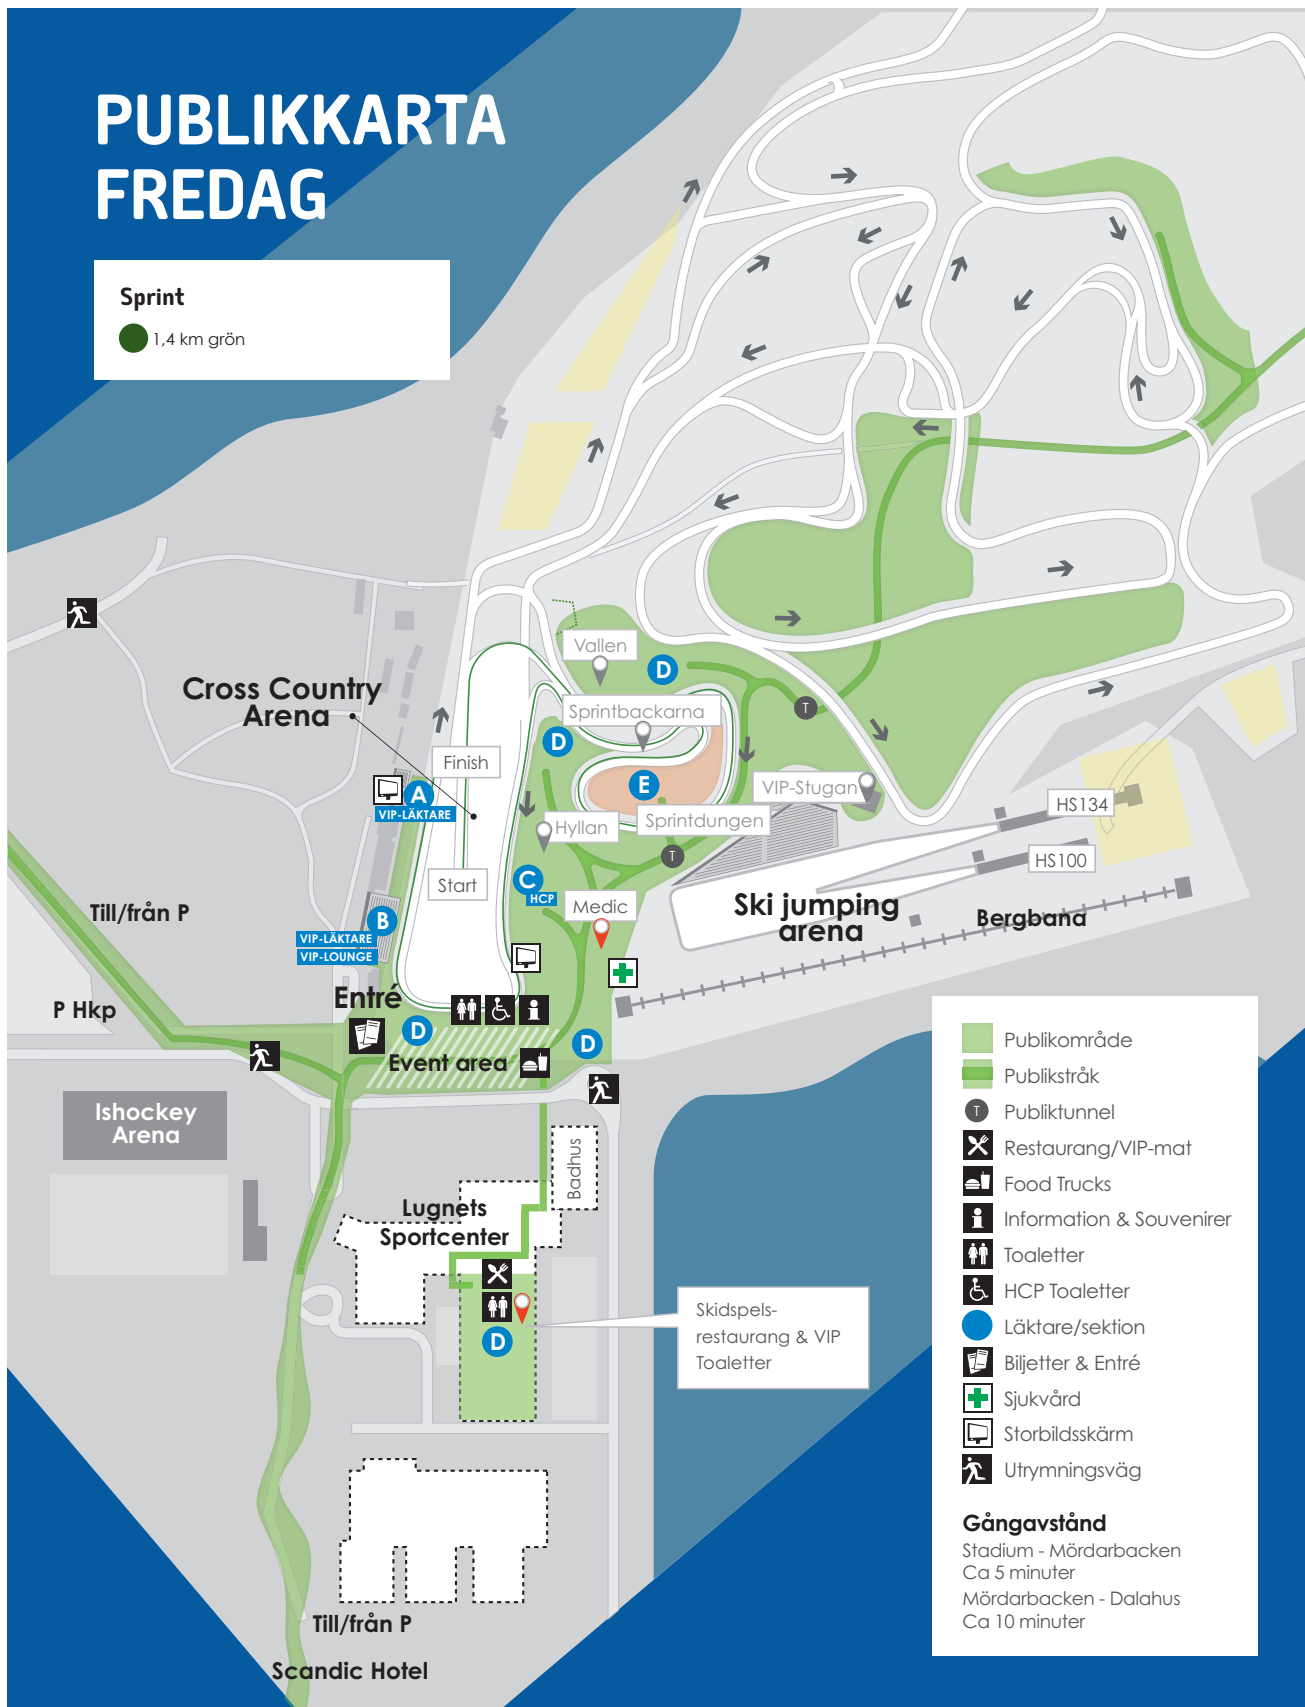 PUBLIKKARTA
FREDAG
Sprint
1,4 km grön
Vallen
D
Cross Country
Arena
Sprintbackarna
T
D
Finish
E
VIP-Stugan
A
VIP-LÄKTARE
HS134
Sprintdungen
Hyllan
T
HS100
Start
C
HCP
Medic
Ski jumping
arena
Till/från P
B
Bergbana
VIP-LÄKTARE
VIP-LOUNGE
Entré
P Hkp
D
D
Event area
Ishockey
Arena
Badhus
Lugnets
Sportcenter
D
Skidspels-
restaurang & VIP
Toaletter
Till/från P
Scandic Hotel
Publikområde
Publikstråk
T
Publiktunnel
Restaurang/VIP-mat
Food Trucks
Information & Souvenirer
Toaletter
HCP Toaletter
Läktare/sektion
Biljetter & Entré
Sjukvård
Storbildsskärm
Utrymningsväg
Gångavstånd
Stadium - Mördarbacken
Ca 5 minuter
Mördarbacken - Dalahus
Ca 10 minuter